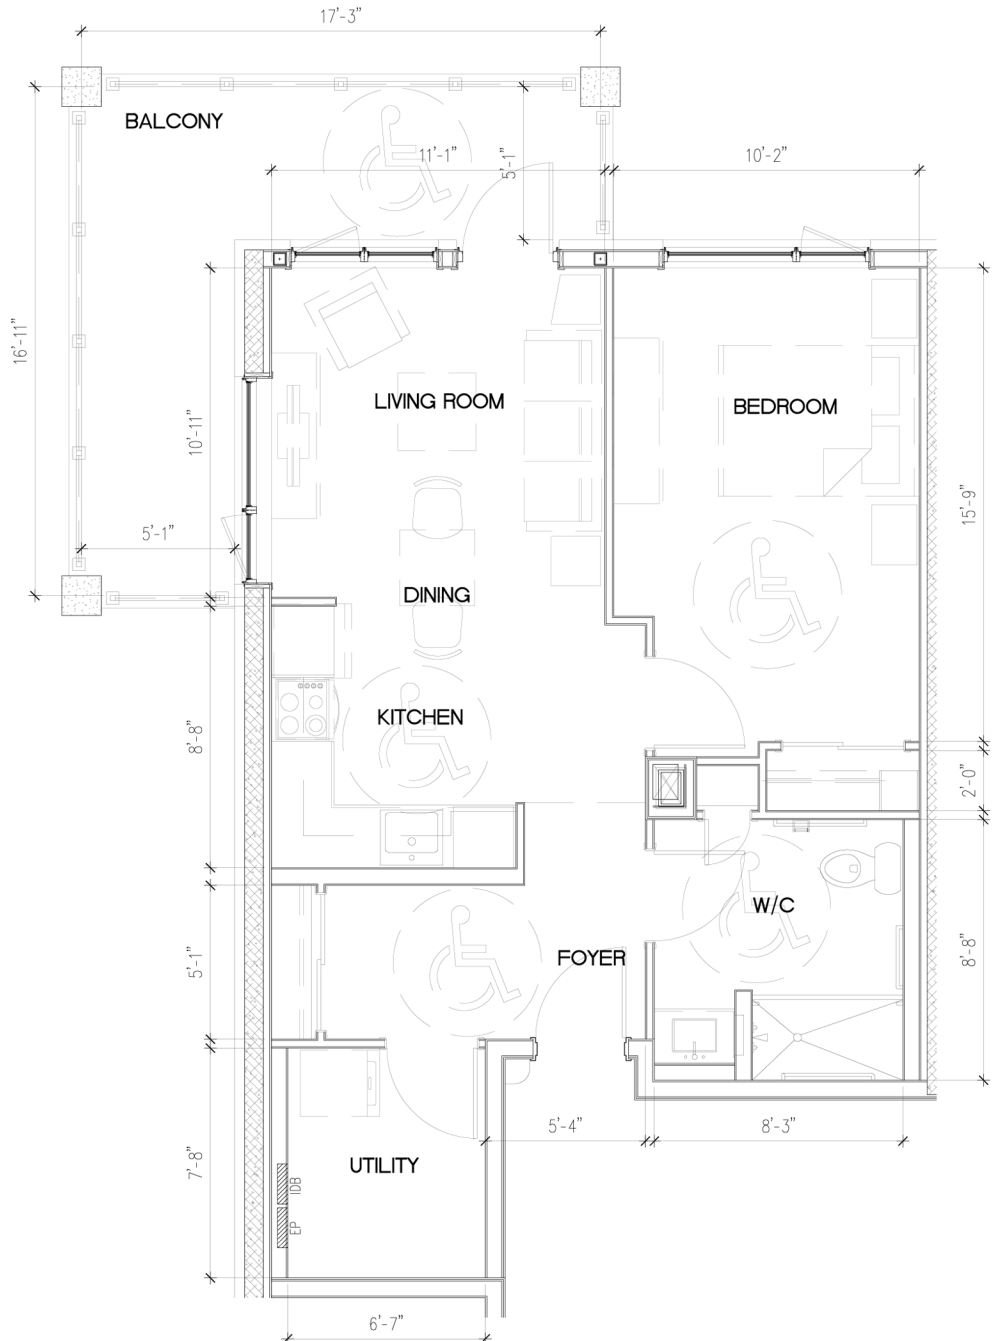 17'-3"
BALCONY
11'-1"
5'-1"
10'-2"
16'-11"
10'-11"
LIVING ROOM
BEDROOM
15'-9"
5'-1"
DINING
KITCHEN
8'-8"
2'-0"
W/C
5'-1"
FOYER
8'-8"
5'-4"
8'-3"
7'-8"
UTILITY
IDB
EP
6'-7"